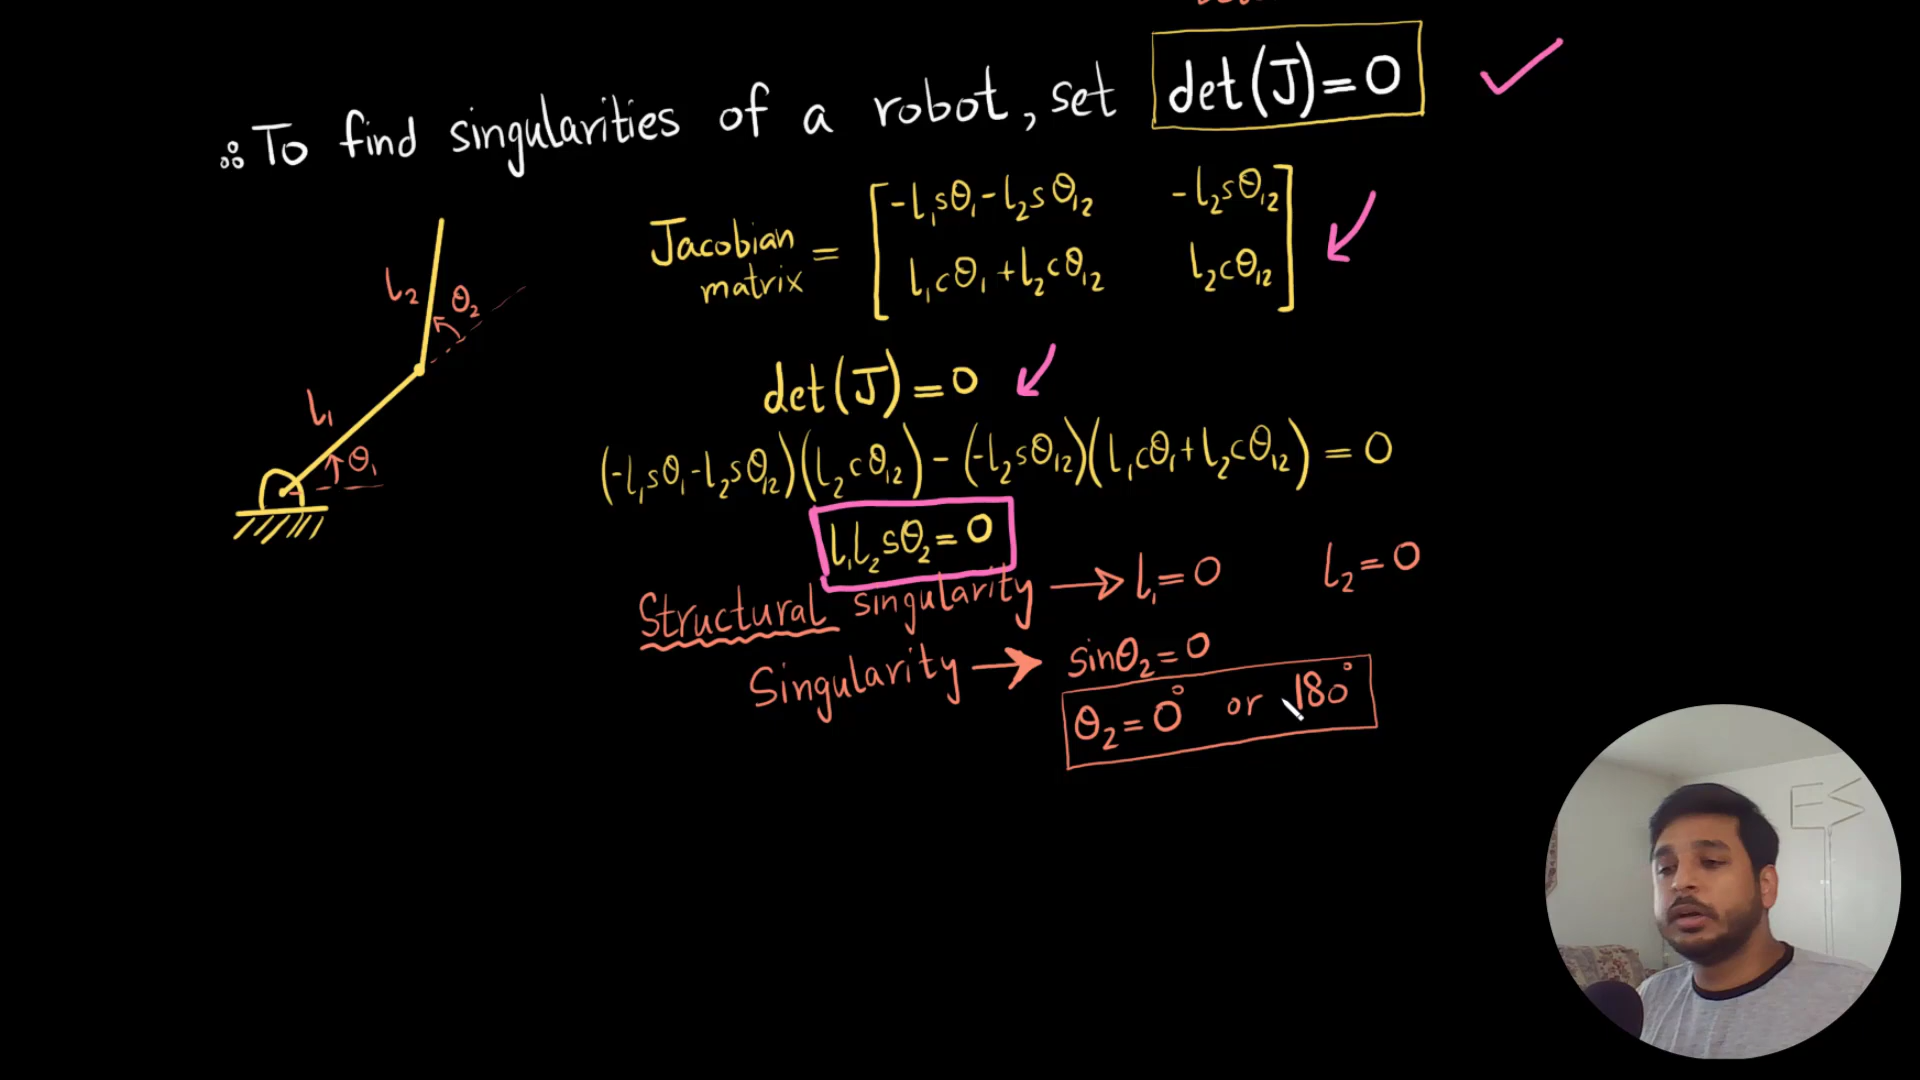 ∴ To find singularities of a robot, set det(J)=0
Jacobian matrix = [-l₁sθ₁-l₂sθ₁₂ -l₂sθ₁₂
l₁cθ₁+l₂cθ₁₂ l₂cθ₁₂]
l₂ θ₂
l₁ θ₁
det(J)=0
(-l₁sθ₁-l₂sθ₁₂)(l₂cθ₁₂)-(-l₂sθ₁₂)(l₁cθ₁+l₂cθ₁₂)=0
l₁l₂sθ₂=0
Structural singularity → l₁=0 l₂=0
Singularity → sinθ₂=0
θ₂=0° or 180°
ES